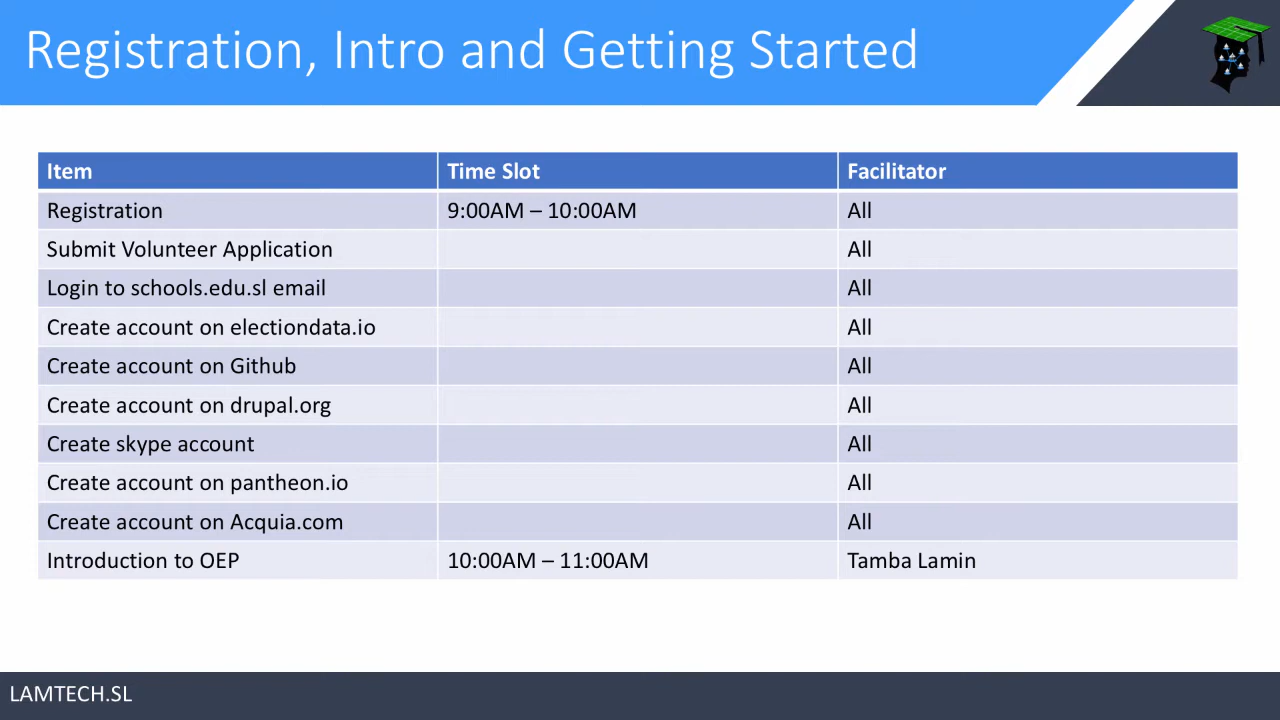 Registration, Intro and Getting Started
Item Time Slot Facilitator
Registration 9:00AM – 10:00AM All
Submit Volunteer Application All
Login to schools.edu.sl email All
Create account on electiondata.io All
Create account on Github All
Create account on drupal.org All
Create skype account All
Create account on pantheon.io All
Create account on Acquia.com All
Introduction to OEP 10:00AM – 11:00AM Tamba Lamin
LAMTECH.SL